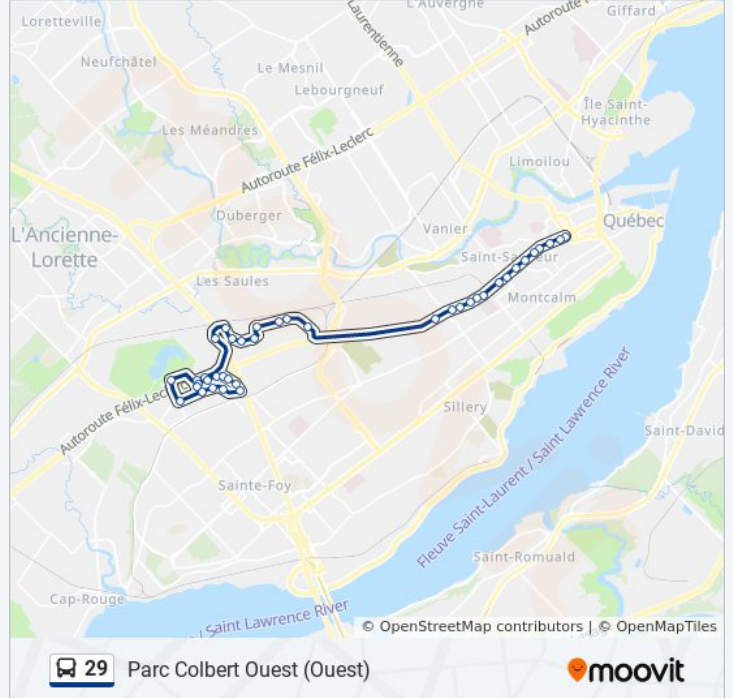 L'Auvergne
Autoroute F
Giffard
Loretteville
Laurentienne
Neufchâtel
Le Mesnil
Lebourgneuf
Île Saint-
Hyacinthe
Les Méandres
Autoroute Félix-Leclerc
Limoilou
Duberger
Vanier
Québec
L'Ancienne-
Lorette
Saint-Sauveur
Les Saules
Montcalm
Autoroute Félix-Lec
Sillery
Saint-David
Sainte-Foy
Fleuve Saint-Laurent / Saint Lawrence River
Saint-Romuald
Cap-Rouge
/ Saint Lawrence River
© OpenStreetMap contributors | © OpenMapTiles
29 Parc Colbert Ouest (Ouest)
moovit